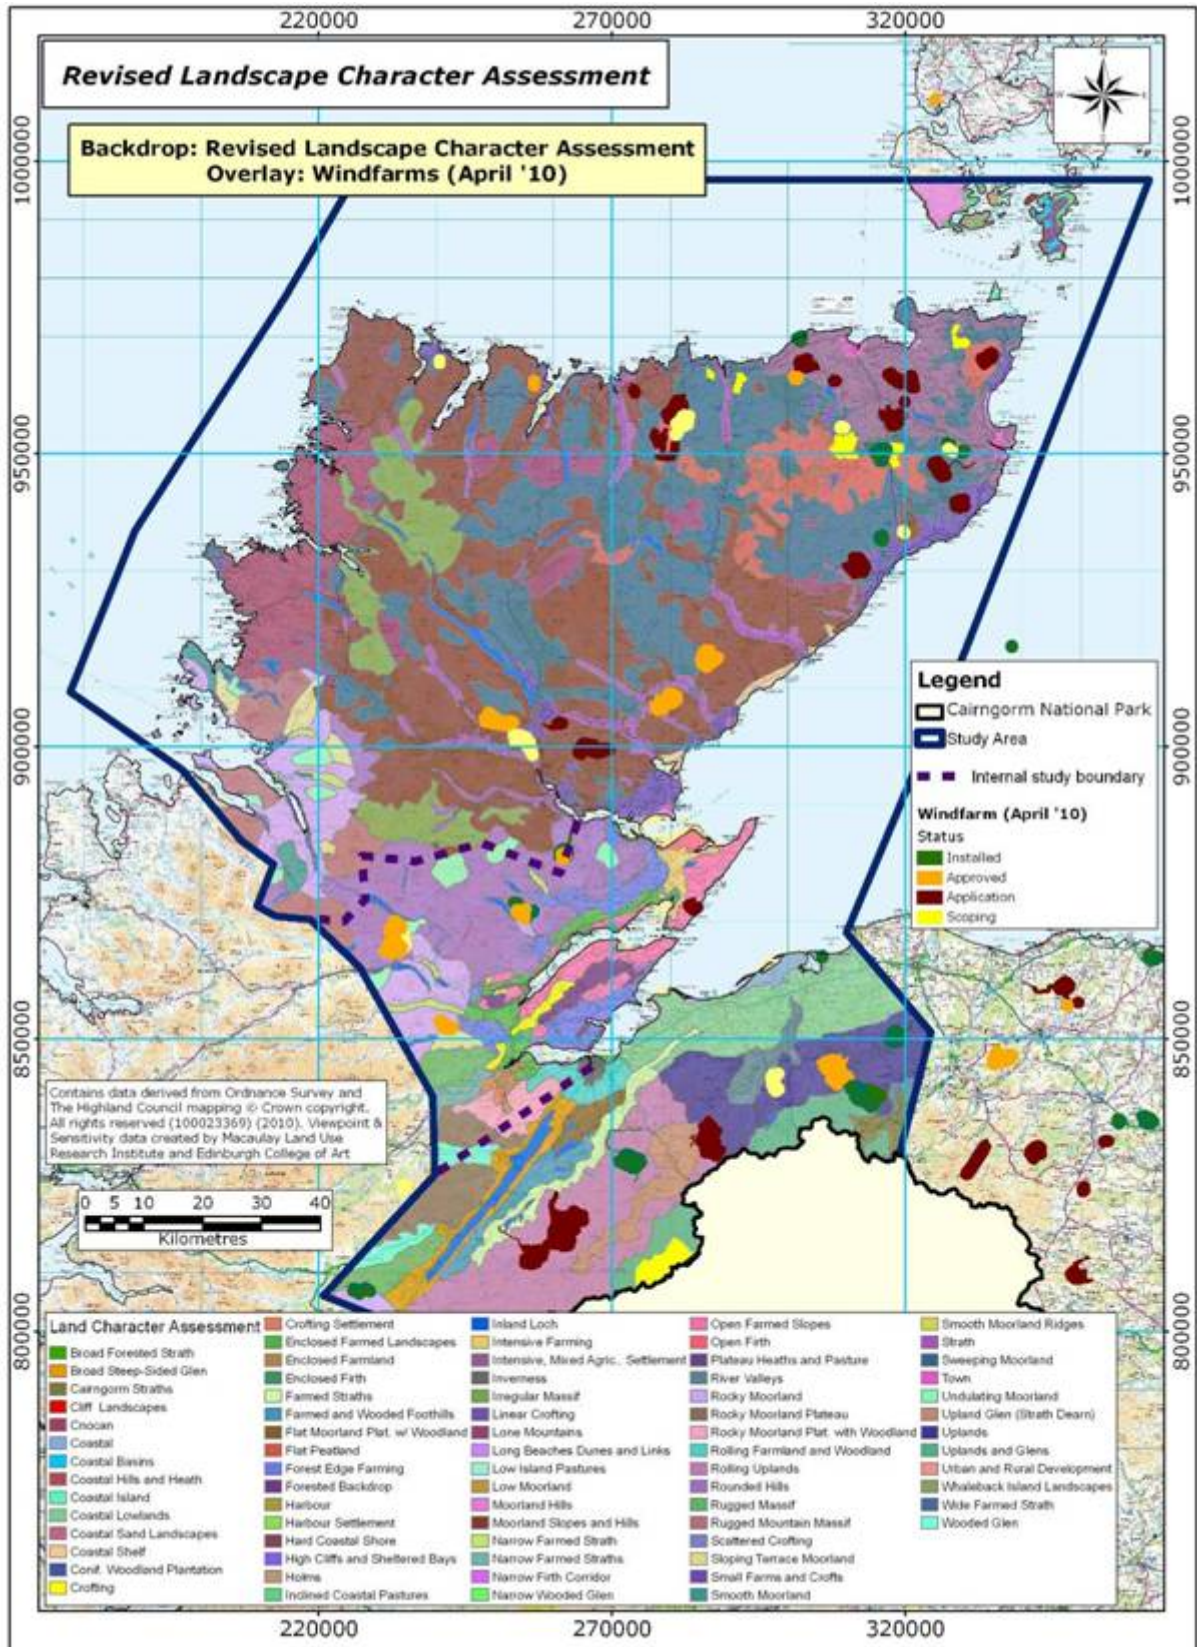 220000
270000
320000
Revised Landscape Character Assessment
Backdrop: Revised Landscape Character Assessment
Overlay: Windfarms (April '10)
N
W
E
S
1000000
1000000
950000
950000
900000
900000
850000
850000
800000
800000
Legend
Cairngorm National Park
Study Area
Internal study boundary
Windfarm (April '10)
Status
Installed
Approved
Application
Scoping
Contains data derived from Ordnance Survey and
The Highland Council mapping © Crown copyright.
All rights reserved (100023369) (2010). Viewpoint &
Sensitivity data created by Macaulay Land Use
Research Institute and Edinburgh College of Art
0 5 10 20 30 40
Kilometres
Land Character Assessment
Broad Forested Strath
Broad Steep-Sided Glen
Cairngorm Straths
Cliff Landscapes
Cnocan
Coastal
Coastal Basins
Coastal Hills and Heath
Coastal Island
Coastal Lowlands
Coastal Sand Landscapes
Coastal Shelf
Conif. Woodland Plantation
Crofting
Crofting Settlement
Enclosed Farmed Landscapes
Enclosed Farmland
Enclosed Firth
Farmed Straths
Farmed and Wooded Foothills
Flat Moorland Plat. w/ Woodland
Flat Peatland
Forest Edge Farming
Forested Backdrop
Harbour
Harbour Settlement
Hard Coastal Shore
High Cliffs and Sheltered Bays
Holms
Inclined Coastal Pastures
Inland Loch
Intensive Farming
Intensive, Mixed Agric., Settlement
Inverness
Irregular Massif
Linear Crofting
Lone Mountains
Long Beaches Dunes and Links
Low Island Pastures
Low Moorland
Moorland Hills
Moorland Slopes and Hills
Narrow Farmed Strath
Narrow Farmed Straths
Narrow Firth Corridor
Narrow Wooded Glen
Open Farmed Slopes
Open Firth
Plateau Heaths and Pasture
River Valleys
Rocky Moorland
Rocky Moorland Plateau
Rocky Moorland Plat. with Woodland
Rolling Farmland and Woodland
Rolling Uplands
Rounded Hills
Rugged Massif
Rugged Mountain Massif
Scattered Crofting
Sloping Terrace Moorland
Small Farms and Crofts
Smooth Moorland
Smooth Moorland Ridges
Strath
Sweeping Moorland
Town
Undulating Moorland
Upland Glen (Strath Dearn)
Uplands
Uplands and Glens
Urban and Rural Development
Whaleback Island Landscapes
Wide Farmed Strath
Wooded Glen
220000
270000
320000